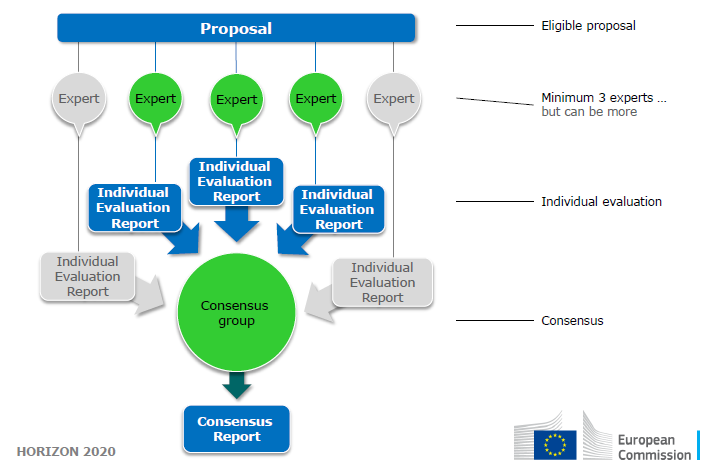 Proposal
Eligible proposal
Expert
Expert
Expert
Expert
Expert
Minimum 3 experts ...
but can be more
Individual
Evaluation
Report
Individual
Evaluation
Report
Individual
Evaluation
Report
Individual evaluation
Individual
Evaluation
Report
Individual
Evaluation
Report
Consensus
group
Consensus
Consensus
Report
HORIZON 2020
European
Commission